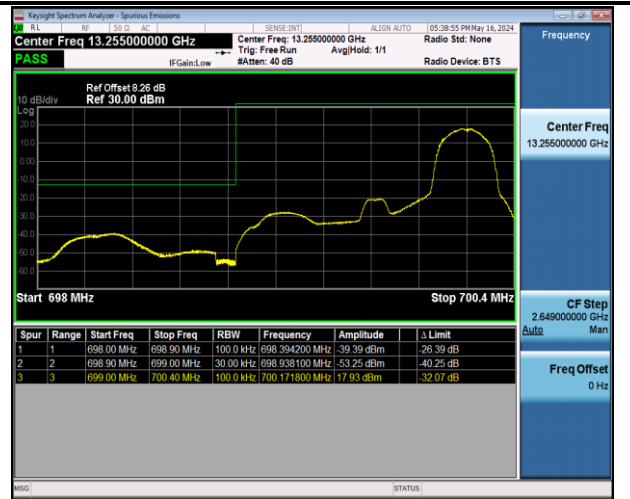 Keysight Spectrum Analyzer - Spurious Emissions
RL RF 50 Ω AC SENSE:INT ALIGN AUTO 05:38:55 PM May 16, 2024
Center Freq 13.255000000 GHz Center Freq: 13.255000000 GHz Radio Std: None Frequency
Trig: Free Run Avg|Hold: 1/1
PASS IFGain:Low #Atten: 40 dB Radio Device: BTS
Ref Offset 8.26 dB
10 dB/div Ref 30.00 dBm
Log
20.0
10.0
0.00
-10.0
-20.0
-30.0
-40.0
-50.0
-60.0
Start 698 MHz Stop 700.4 MHz
Center Freq
13.255000000 GHz
CF Step
2.649000000 GHz
Auto Man
Freq Offset
0 Hz
Spur Range Start Freq Stop Freq RBW Frequency Amplitude Δ Limit
1 1 698.00 MHz 698.90 MHz 100.0 kHz 698.394200 MHz -39.39 dBm -26.39 dB
2 2 698.90 MHz 699.00 MHz 30.00 kHz 698.938100 MHz -53.25 dBm -40.25 dB
3 3 699.00 MHz 700.40 MHz 100.0 kHz 700.171800 MHz 17.93 dBm -32.07 dB
MSG STATUS